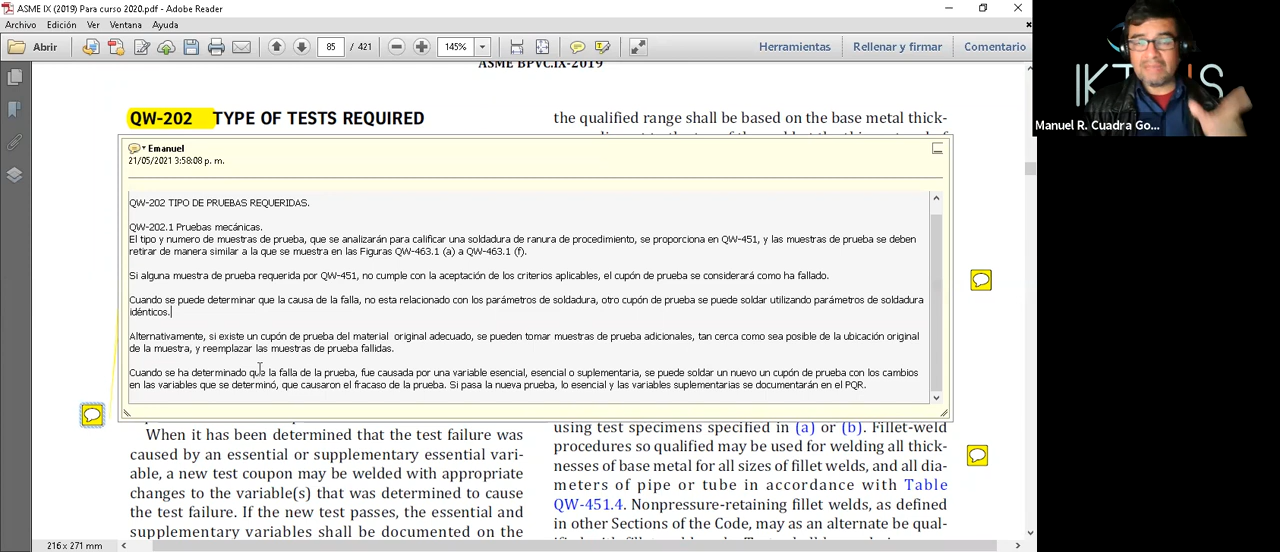 ASME IX (2019) Para curso 2020.pdf - Adobe Reader
Archivo Edición Ver Ventana Ayuda
Abrir 85 / 421 145% Herramientas Rellenar y firmar Comentario
ASME BPVC.IX-2019
QW-202 TYPE OF TESTS REQUIRED
the qualified range shall be based on the base metal thick-
Emanuel
21/05/2021 3:58:08 p. m.
QW-202 TIPO DE PRUEBAS REQUERIDAS.
QW-202.1 Pruebas mecánicas.
El tipo y numero de muestras de prueba, que se analizarán para calificar una soldadura de ranura de procedimiento, se proporciona en QW-451, y las muestras de prueba se deben
retirar de manera similar a la que se muestra en las Figuras QW-463.1 (a) a QW-463.1 (f).
Si alguna muestra de prueba requerida por QW-451, no cumple con la aceptación de los criterios aplicables, el cupón de prueba se considerará como ha fallado.
Cuando se puede determinar que la causa de la falla, no esta relacionado con los parámetros de soldadura, otro cupón de prueba se puede soldar utilizando parámetros de soldadura
idénticos.
Alternativamente, si existe un cupón de prueba del material original adecuado, se pueden tomar muestras de prueba adicionales, tan cerca como sea posible de la ubicación original
de la muestra, y reemplazar las muestras de prueba fallidas.
Cuando se ha determinado que la falla de la prueba, fue causada por una variable esencial, esencial o suplementaria, se puede soldar un nuevo un cupón de prueba con los cambios
en las variables que se determinó, que causaron el fracaso de la prueba. Si pasa la nueva prueba, lo esencial y las variables suplementarias se documentarán en el PQR.
When it has been determined that the test failure was
caused by an essential or supplementary essential vari-
able, a new test coupon may be welded with appropriate
changes to the variable(s) that was determined to cause
the test failure. If the new test passes, the essential and
supplementary variables shall be documented on the
using test specimens specified in (a) or (b). Fillet-weld
procedures so qualified may be used for welding all thick-
nesses of base metal for all sizes of fillet welds, and all dia-
meters of pipe or tube in accordance with Table
QW-451.4. Nonpressure-retaining fillet welds, as defined
in other Sections of the Code, may as an alternate be qual-
216 x 271 mm
Manuel R. Cuadra Go...